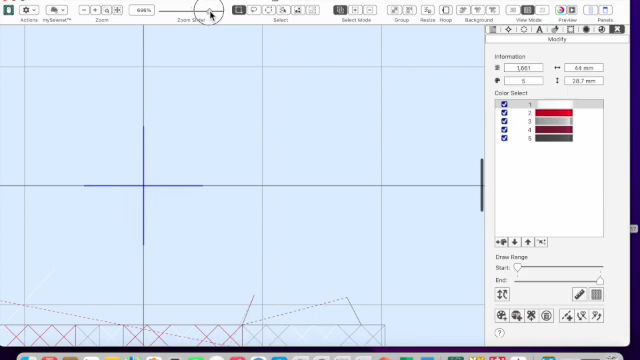 696%
Actions
mySewnet™
Zoom
Zoom Slider
Select
Select Mode
Group
Resize
Hoop
Background
View Mode
Preview
Panels
Modify
Information
1,661
44 mm
5
28.7 mm
Color Select
1
2
3
4
5
Draw Range
Start:
End: